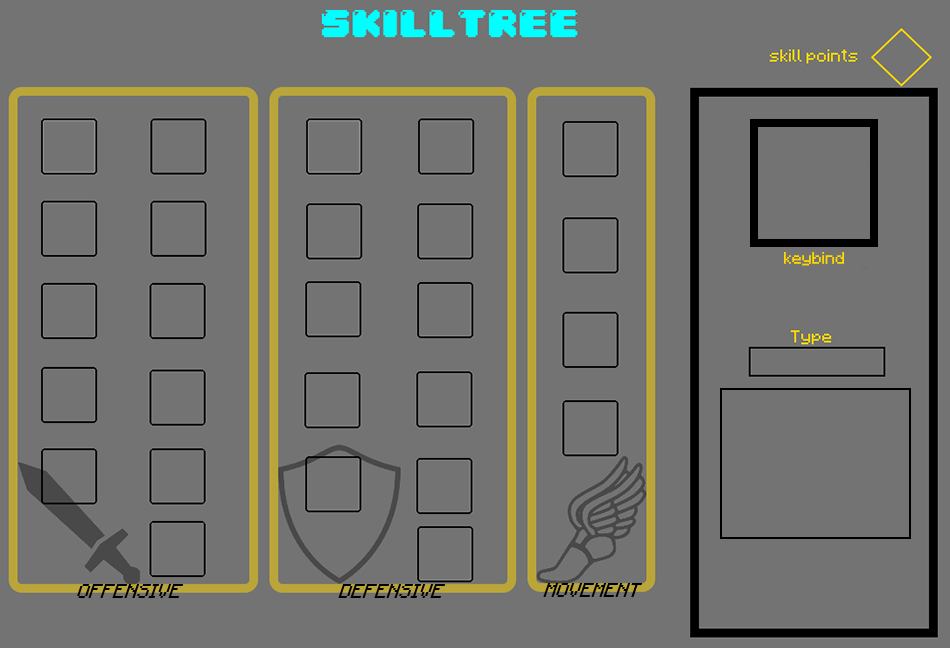 SKILLTREE
skill points
keybind
Type
OFFENSIVE
DEFENSIVE
MOVEMENT